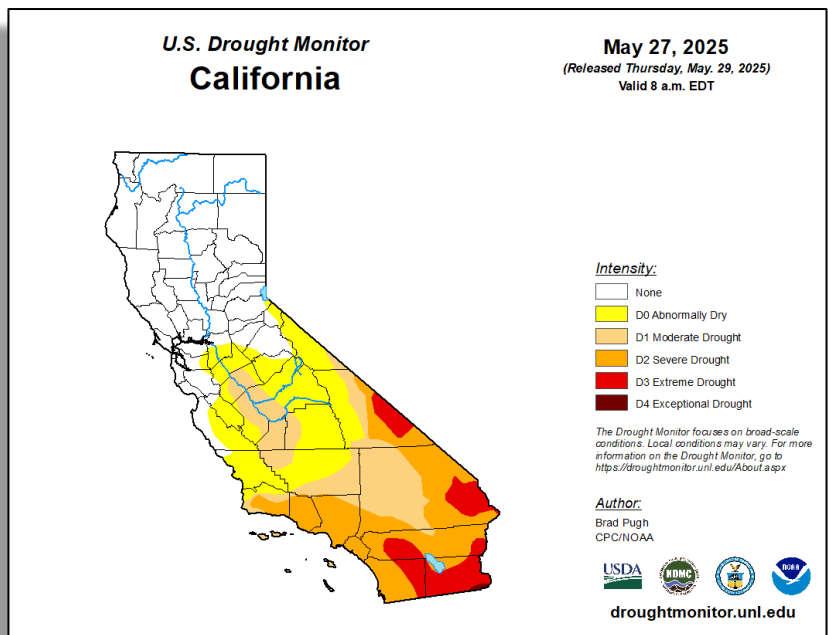 U.S. Drought Monitor
California
May 27, 2025
(Released Thursday, May. 29, 2025)
Valid 8 a.m. EDT
Intensity:
None
D0 Abnormally Dry
D1 Moderate Drought
D2 Severe Drought
D3 Extreme Drought
D4 Exceptional Drought
The Drought Monitor focuses on broad-scale
conditions. Local conditions may vary. For more
information on the Drought Monitor, go to
https://droughtmonitor.unl.edu/About.aspx
Author:
Brad Pugh
CPC/NOAA
USDA
NDMC
NOAA
droughtmonitor.unl.edu